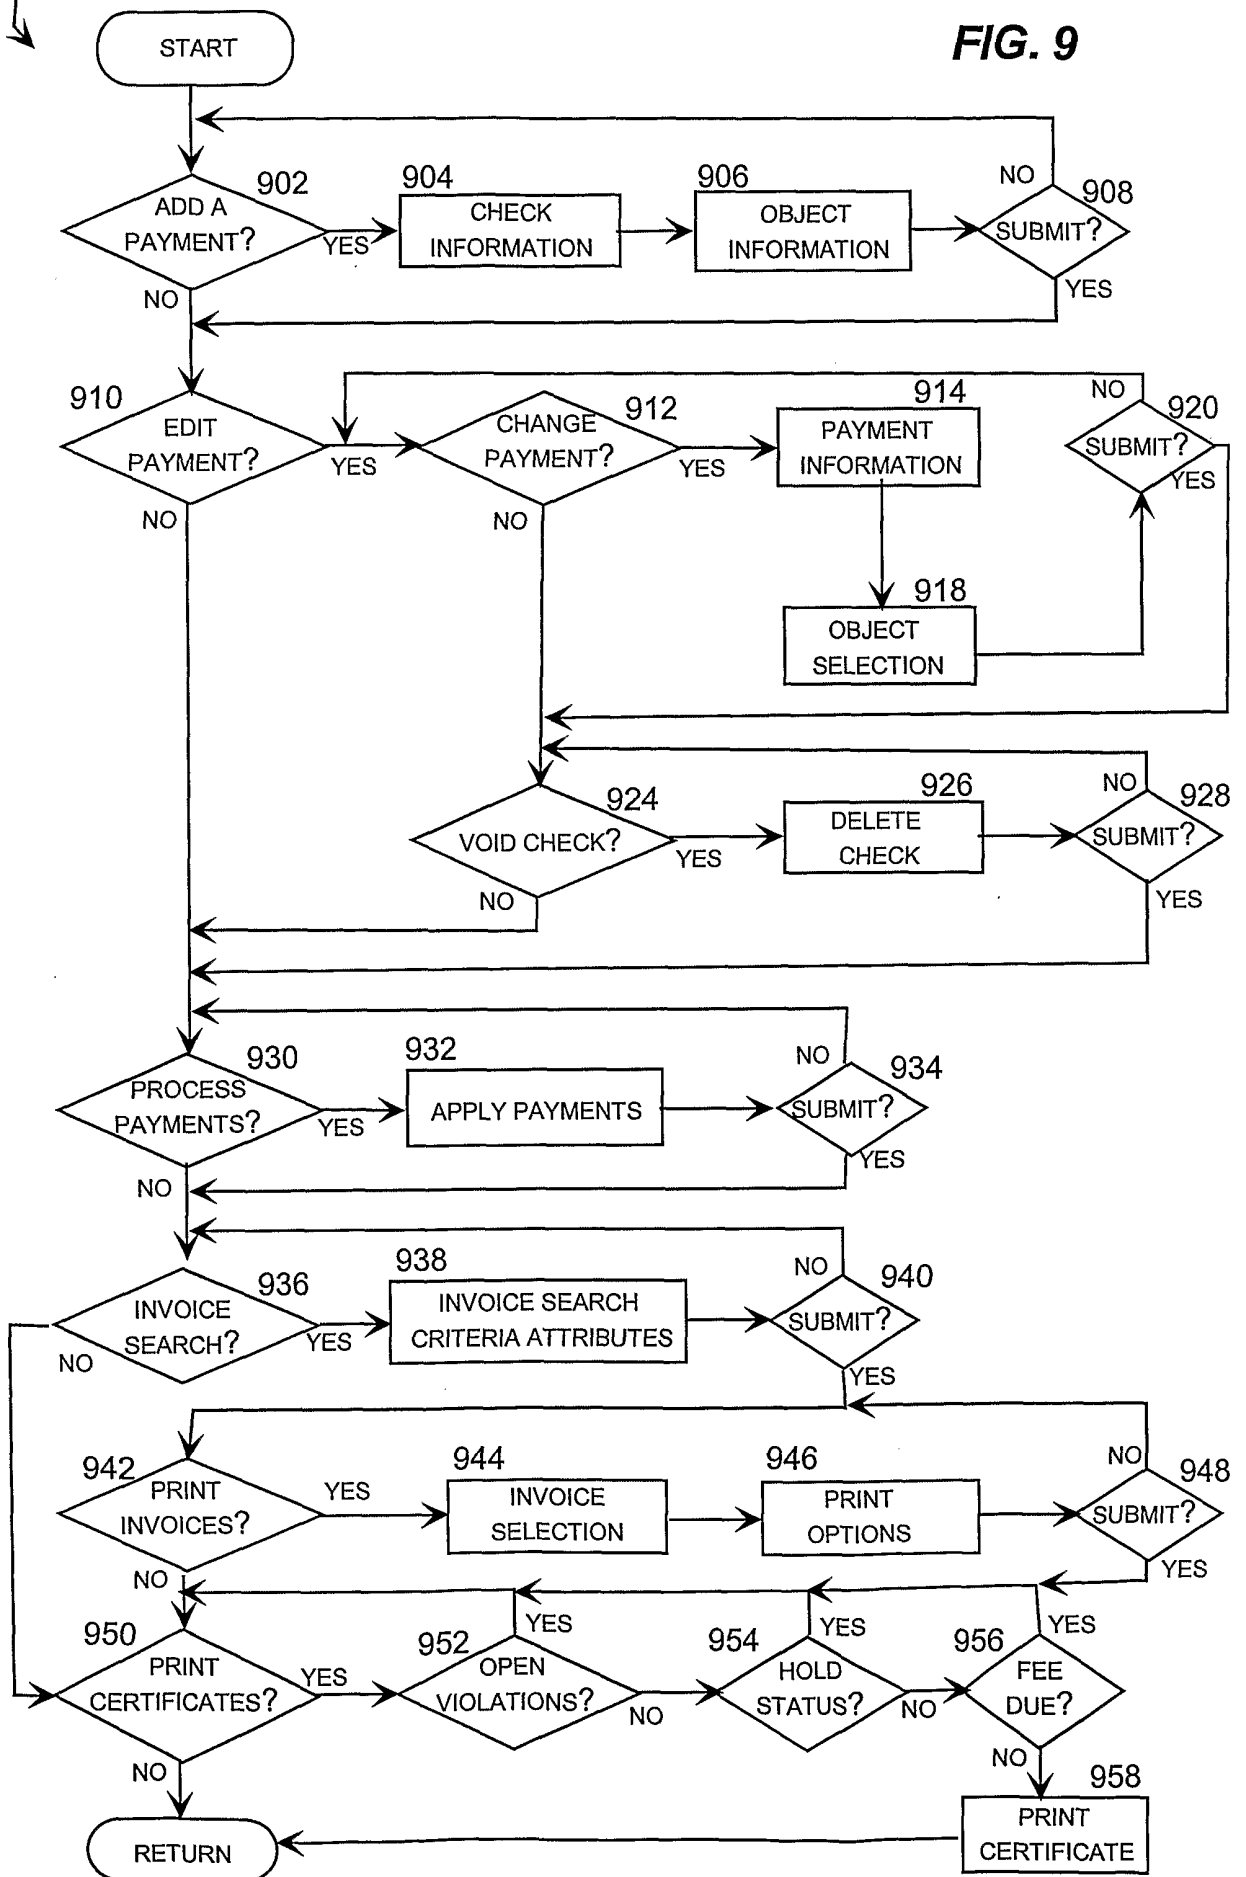 START
FIG. 9
902
ADD A
PAYMENT?
YES
NO
904
CHECK
INFORMATION
906
OBJECT
INFORMATION
NO
908
SUBMIT?
YES
910
EDIT
PAYMENT?
YES
NO
912
CHANGE
PAYMENT?
YES
NO
914
PAYMENT
INFORMATION
918
OBJECT
SELECTION
NO
920
SUBMIT?
YES
924
VOID CHECK?
YES
NO
926
DELETE
CHECK
NO
928
SUBMIT?
YES
930
PROCESS
PAYMENTS?
YES
NO
932
APPLY PAYMENTS
NO
934
SUBMIT?
YES
936
INVOICE
SEARCH?
YES
NO
938
INVOICE SEARCH
CRITERIA ATTRIBUTES
NO
940
SUBMIT?
YES
942
PRINT
INVOICES?
YES
NO
944
INVOICE
SELECTION
946
PRINT
OPTIONS
NO
948
SUBMIT?
YES
950
PRINT
CERTIFICATES?
YES
NO
952
YES
OPEN
VIOLATIONS?
NO
954
YES
HOLD
STATUS?
NO
956
YES
FEE
DUE?
NO
958
PRINT
CERTIFICATE
RETURN